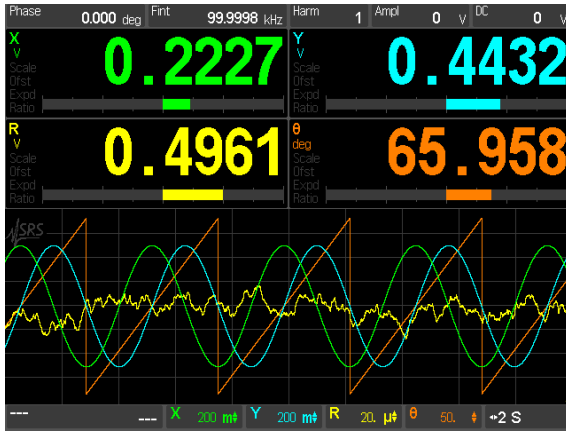 Phase 0.000 deg Fint 99.9998 kHz Harm 1 Ampl 0 V DC 0 V
X V 0.2227
Scale
Ofst
Expd
Ratio
Y V 0.4432
Scale
Ofst
Expd
Ratio
R V 0.4961
Scale
Ofst
Expd
Ratio
θ deg 65.958
Scale
Ofst
Expd
Ratio
SRS
--- --- X 200 m Y 200 m R 20. µ θ 50. 2 S